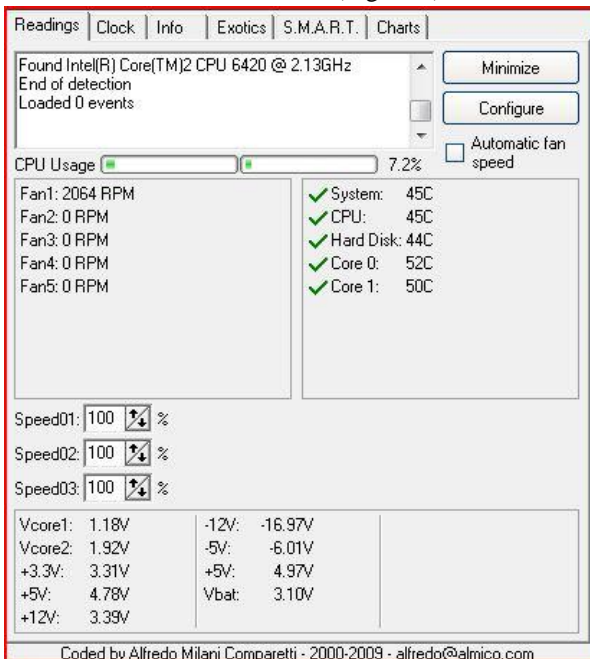 Readings Clock Info Exotics S.M.A.R.T. Charts
Found Intel(R) Core(TM)2 CPU 6420 @ 2.13GHz
End of detection
Loaded 0 events
Minimize
Configure
Automatic fan
speed
CPU Usage 7.2%
Fan1: 2064 RPM
Fan2: 0 RPM
Fan3: 0 RPM
Fan4: 0 RPM
Fan5: 0 RPM
System: 45C
CPU: 45C
Hard Disk: 44C
Core 0: 52C
Core 1: 50C
Speed01: 100 %
Speed02: 100 %
Speed03: 100 %
Vcore1: 1.18V
Vcore2: 1.92V
+3.3V: 3.31V
+5V: 4.78V
+12V: 3.39V
-12V: -16.97V
-5V: -6.01V
+5V: 4.97V
Vbat: 3.10V
Coded by Alfredo Milani Comparetti - 2000-2009 - alfredo@almico.com